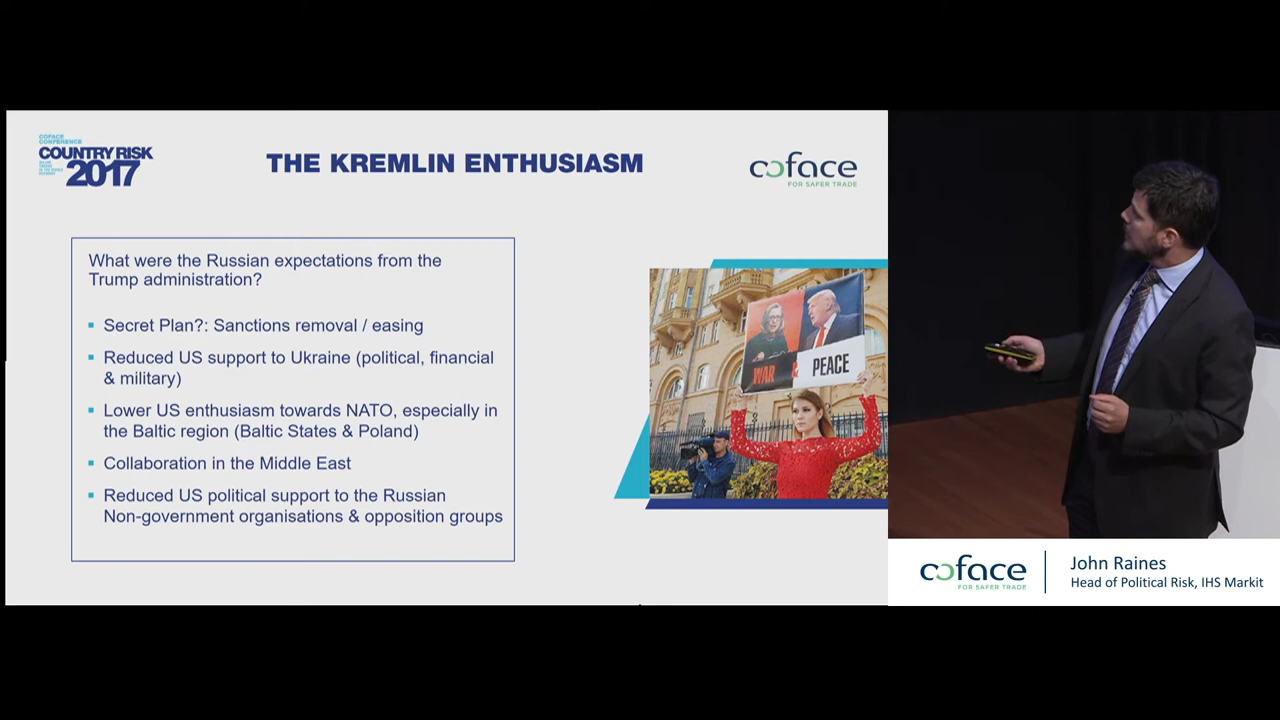 COFACE
CONFERENCE
COUNTRY RISK
2017
THE KREMLIN ENTHUSIASM
coface
FOR SAFER TRADE
What were the Russian expectations from the
Trump administration?
Secret Plan?: Sanctions removal / easing
Reduced US support to Ukraine (political, financial
& military)
Lower US enthusiasm towards NATO, especially in
the Baltic region (Baltic States & Poland)
Collaboration in the Middle East
Reduced US political support to the Russian
Non-government organisations & opposition groups
WAR
PEACE
coface
FOR SAFER TRADE
John Raines
Head of Political Risk, IHS Markit